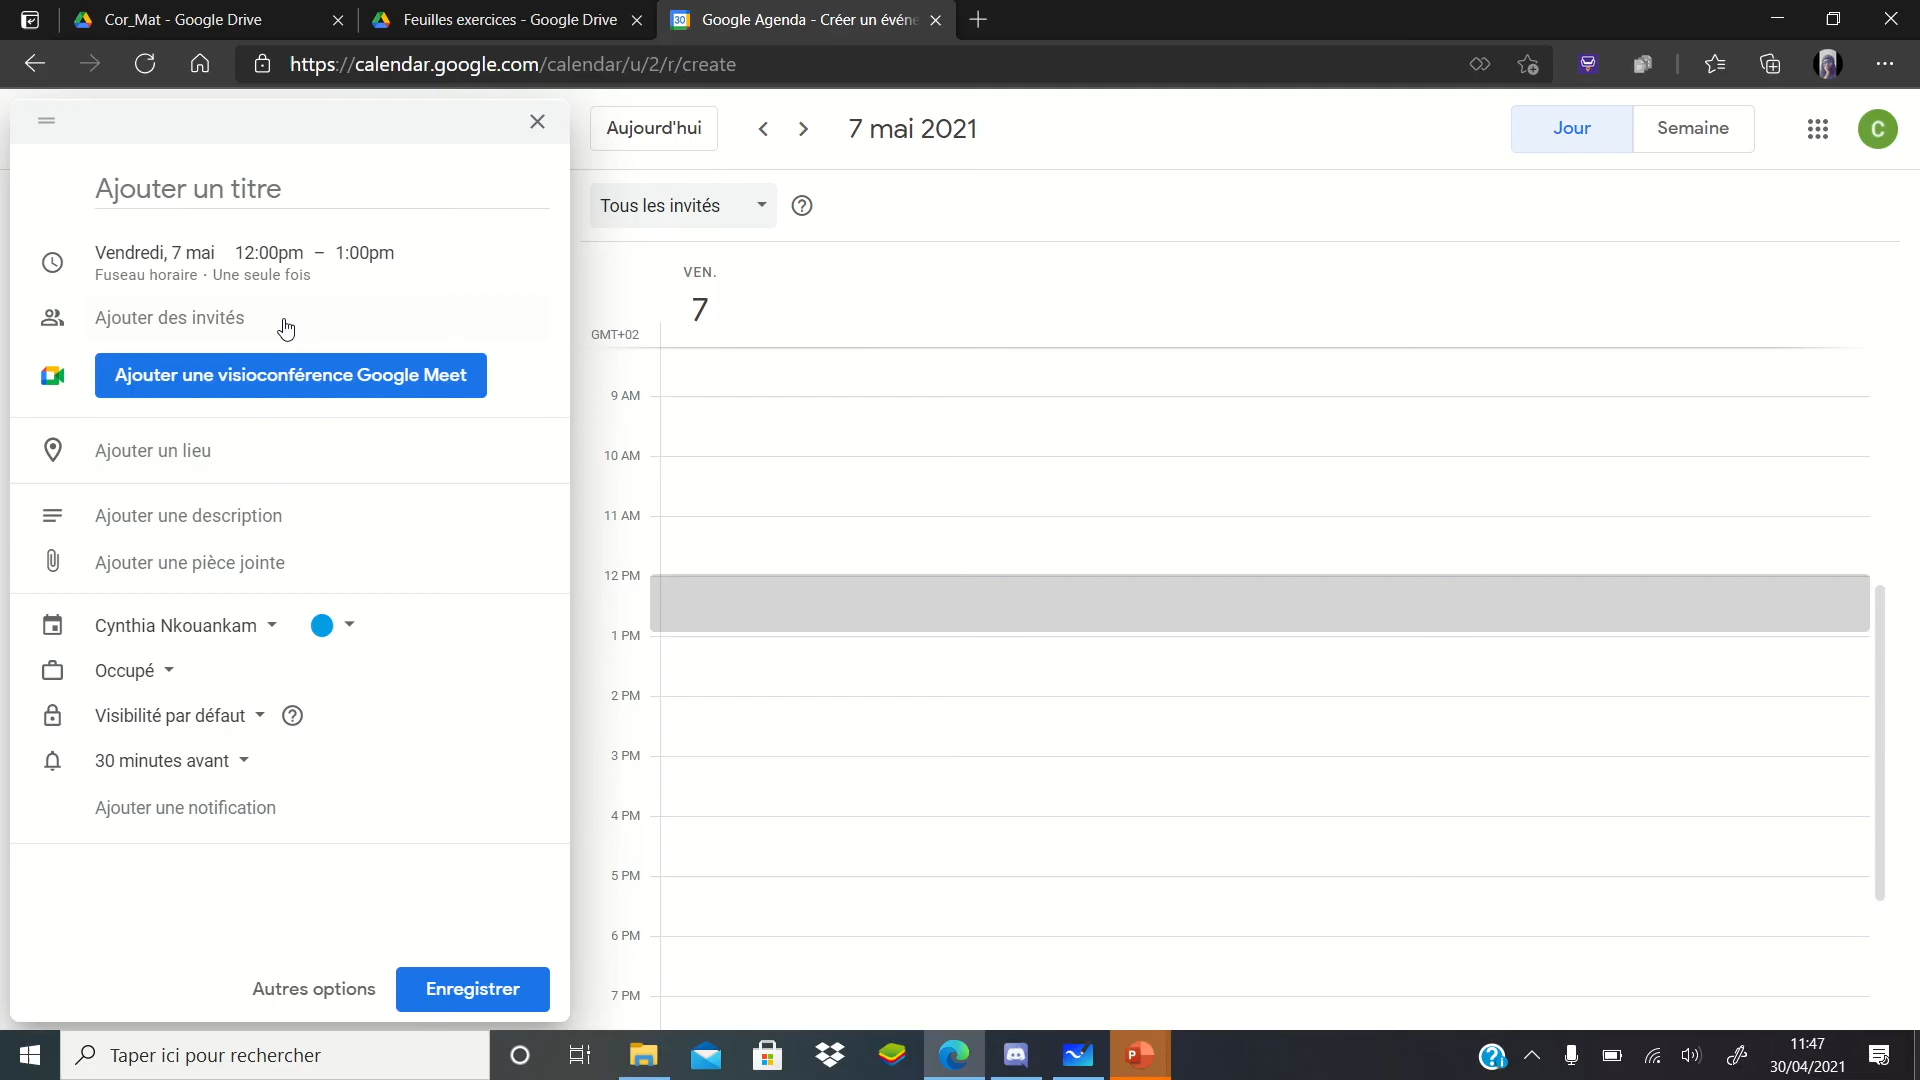 Cor_Mat - Google Drive
Feuilles exercices - Google Drive
Google Agenda - Créer un événe
https://calendar.google.com/calendar/u/2/r/create
Aujourd'hui
7 mai 2021
Jour
Semaine
C
Ajouter un titre
Tous les invités
Vendredi, 7 mai 12:00pm – 1:00pm
Fuseau horaire · Une seule fois
VEN.
7
Ajouter des invités
GMT+02
Ajouter une visioconférence Google Meet
9 AM
Ajouter un lieu
10 AM
Ajouter une description
11 AM
Ajouter une pièce jointe
12 PM
Cynthia Nkouankam
1 PM
Occupé
2 PM
Visibilité par défaut
30 minutes avant
3 PM
Ajouter une notification
4 PM
5 PM
6 PM
Autres options
Enregistrer
7 PM
Taper ici pour rechercher
11:47
30/04/2021